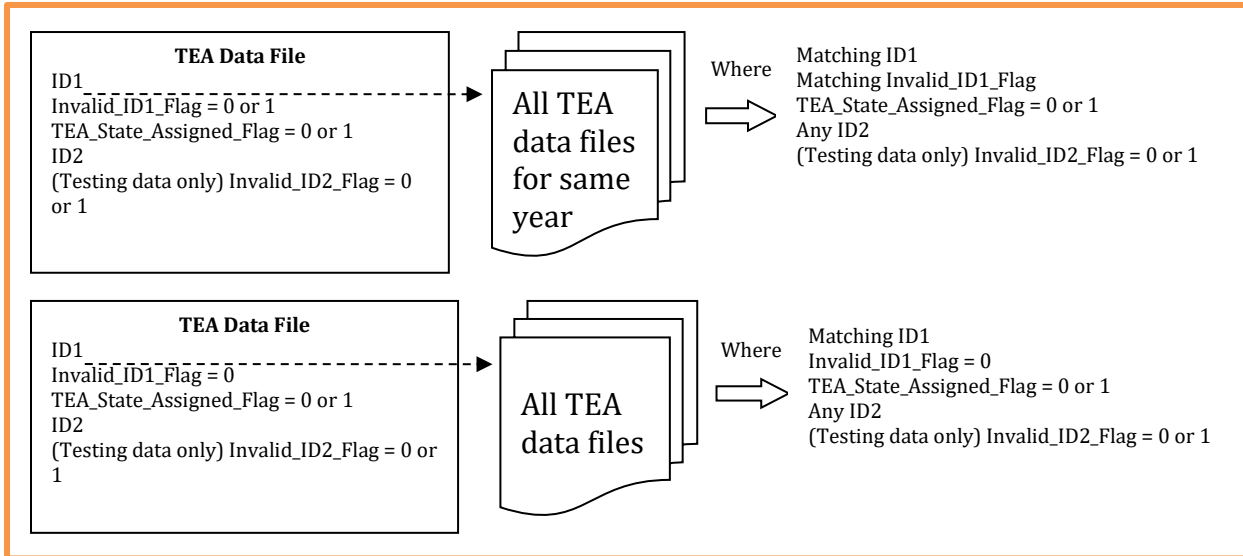 TEA Data File
ID1
Invalid_ID1_Flag = 0 or 1
TEA_State_Assigned_Flag = 0 or 1
ID2
(Testing data only) Invalid_ID2_Flag = 0
or 1
All TEA
data files
for same
year
Where
Matching ID1
Matching Invalid_ID1_Flag
TEA_State_Assigned_Flag = 0 or 1
Any ID2
(Testing data only) Invalid_ID2_Flag = 0 or 1
TEA Data File
ID1
Invalid_ID1_Flag = 0
TEA_State_Assigned_Flag = 0 or 1
ID2
(Testing data only) Invalid_ID2_Flag = 0 or
1
All TEA
data files
Where
Matching ID1
Invalid_ID1_Flag = 0
TEA_State_Assigned_Flag = 0 or 1
Any ID2
(Testing data only) Invalid_ID2_Flag = 0 or 1